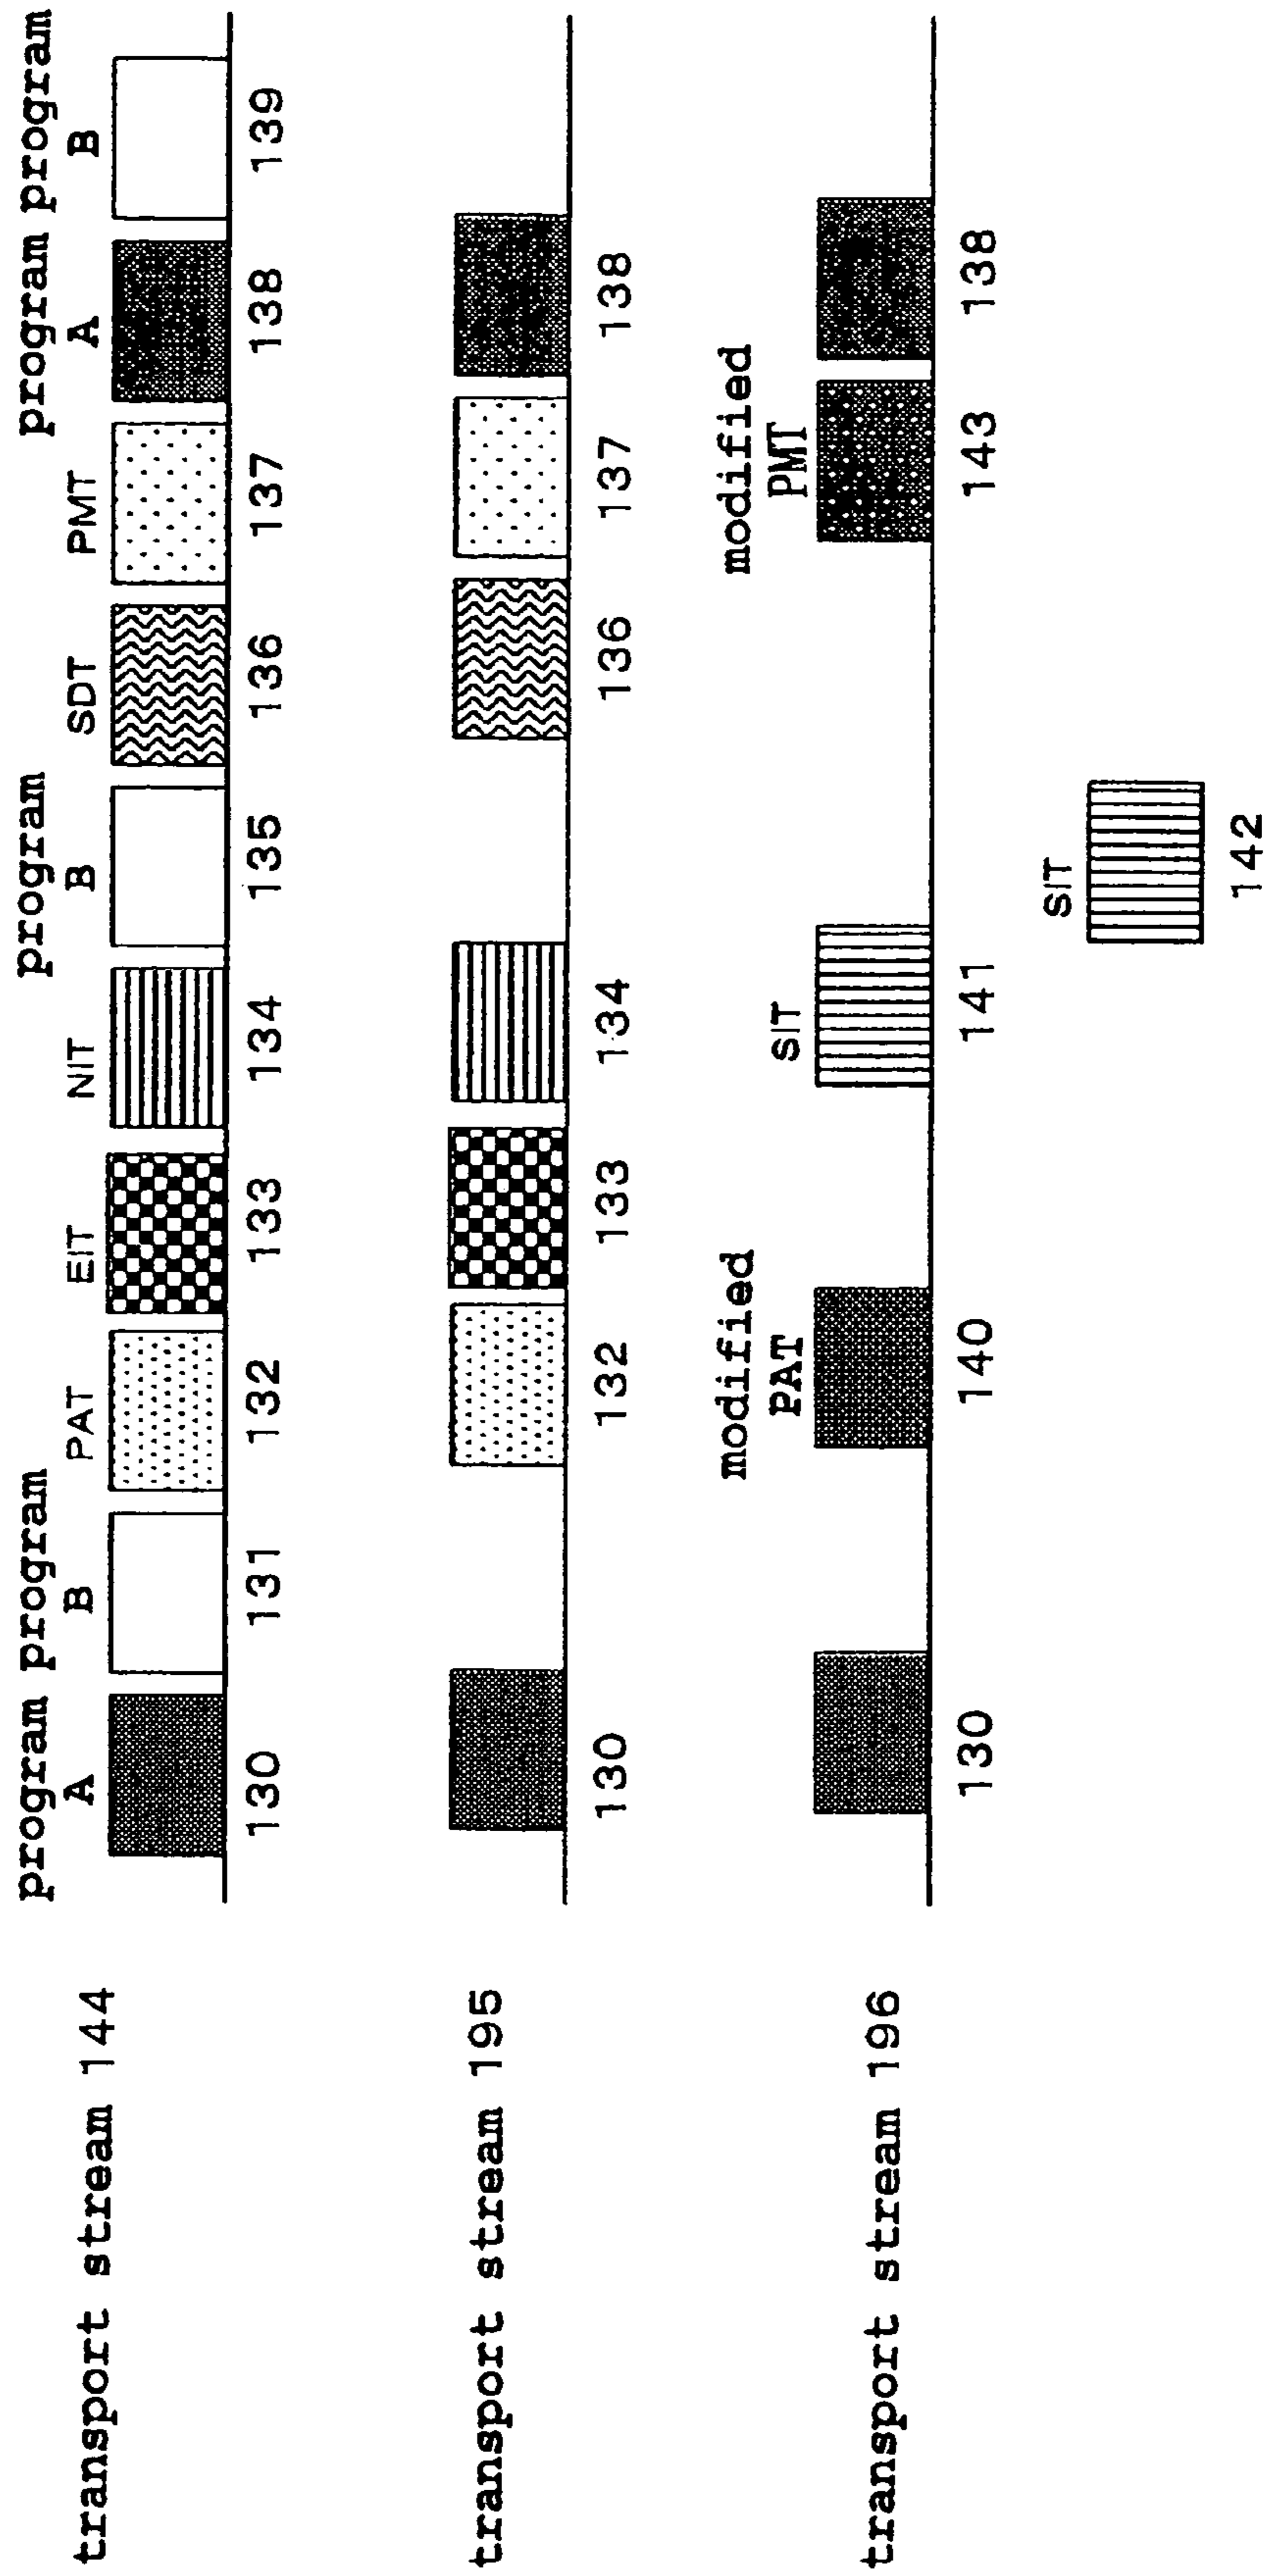 program program program program program
A B PAT EIT NIT B SDT PMT A B
130 131 132 133 134 135 136 137 138 139
transport stream 144
130 132 133 134 136 137 138
transport stream 195
modified modified
PAT SIT PMT
130 140 141 143 138
transport stream 196
SIT
142